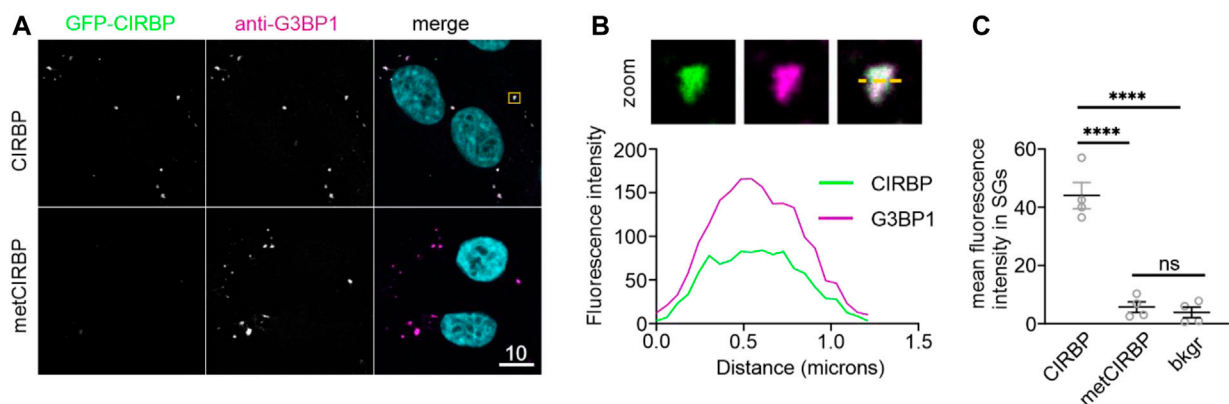 A
GFP-CIRBP anti-G3BP1 merge
CIRBP
metCIRBP
10
B
zoom
Fluorescence intensity
200
150
100
50
0
CIRBP
G3BP1
0.0 0.5 1.0 1.5
Distance (microns)
C
****
****
ns
mean fluorescence
intensity in SGs
60
40
20
0
CIRBP
metCIRBP
bkgr